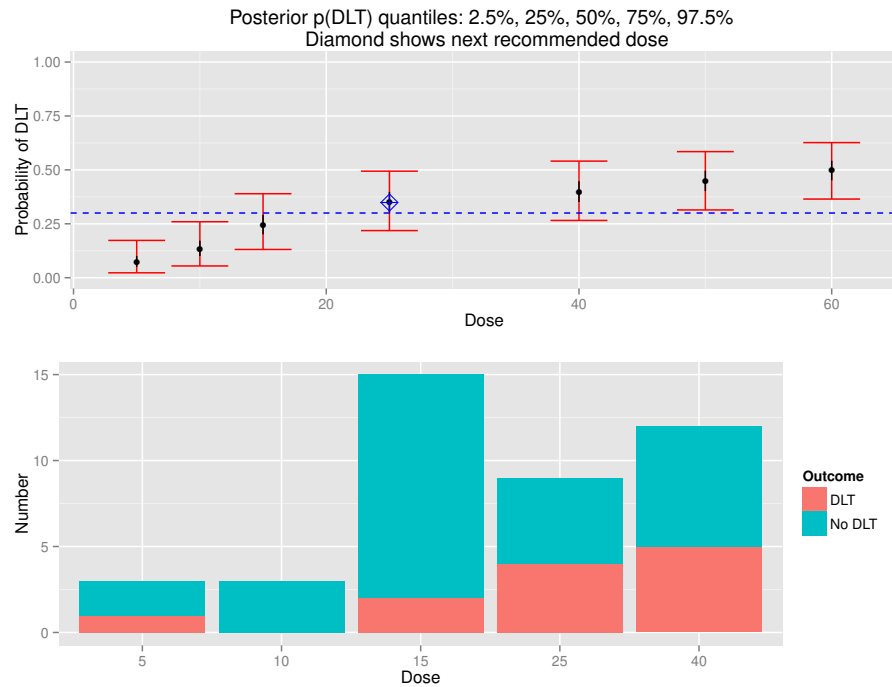 Posterior p(DLT) quantiles: 2.5%, 25%, 50%, 75%, 97.5%
Diamond shows next recommended dose
Probability of DLT
1.00
0.75
0.50
0.25
0.00
0 20 40 60
Dose
Number
15
10
5
0
5 10 15 25 40
Dose
Outcome
DLT
No DLT